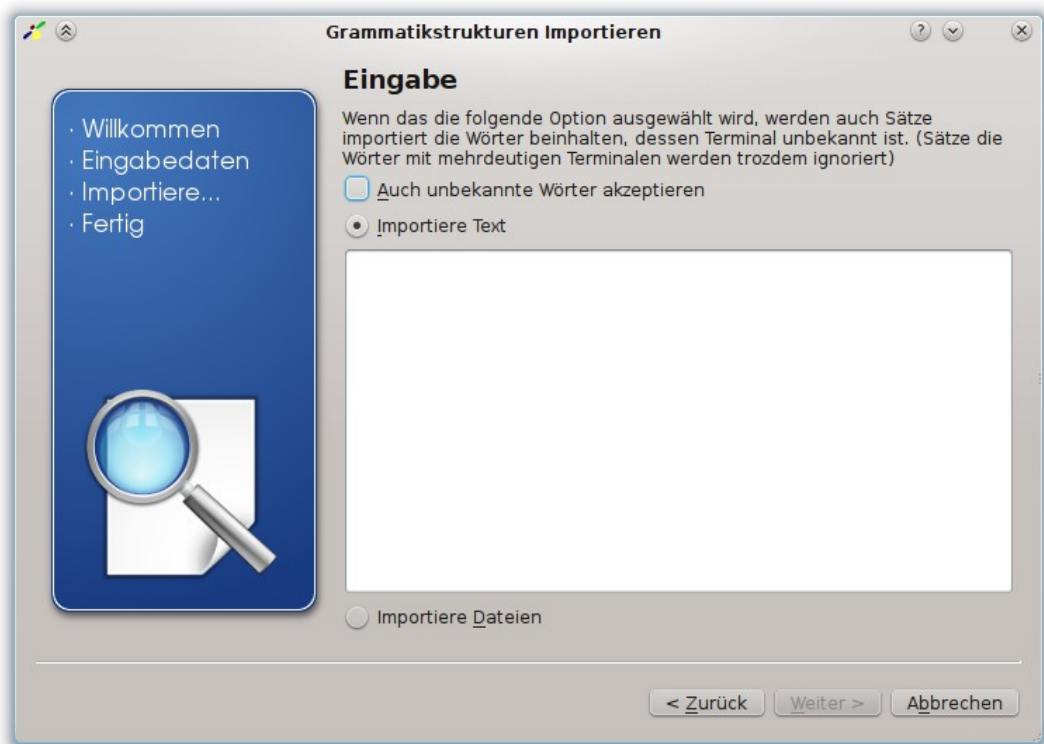 Grammatikstrukturen Importieren
· Willkommen
· Eingabedaten
· Importiere...
· Fertig
Eingabe
Wenn das die folgende Option ausgewählt wird, werden auch Sätze
importiert die Wörter beinhalten, dessen Terminal unbekannt ist. (Sätze die
Wörter mit mehrdeutigen Terminalen werden trozdem ignoriert)
Auch unbekannte Wörter akzeptieren
Importiere Text
Importiere Dateien
< Zurück
Weiter >
Abbrechen